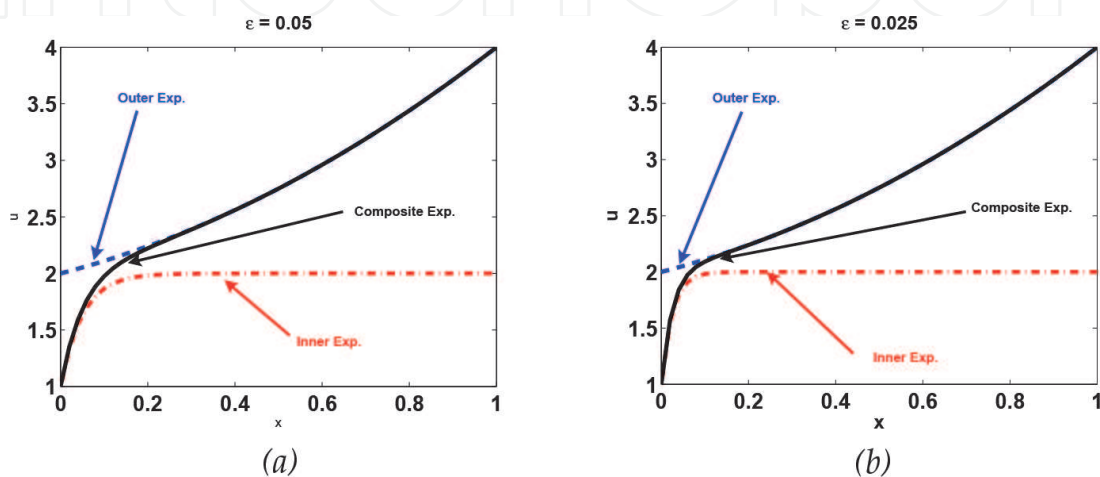 ε = 0.05
4
3.5
3
2.5
2
1.5
1
u
Outer Exp.
Composite Exp.
Inner Exp.
0
0.2
0.4
0.6
0.8
1
x
(a)
ε = 0.025
4
3.5
3
2.5
2
1.5
1
u
Outer Exp.
Composite Exp.
Inner Exp.
0
0.2
0.4
0.6
0.8
1
x
(b)